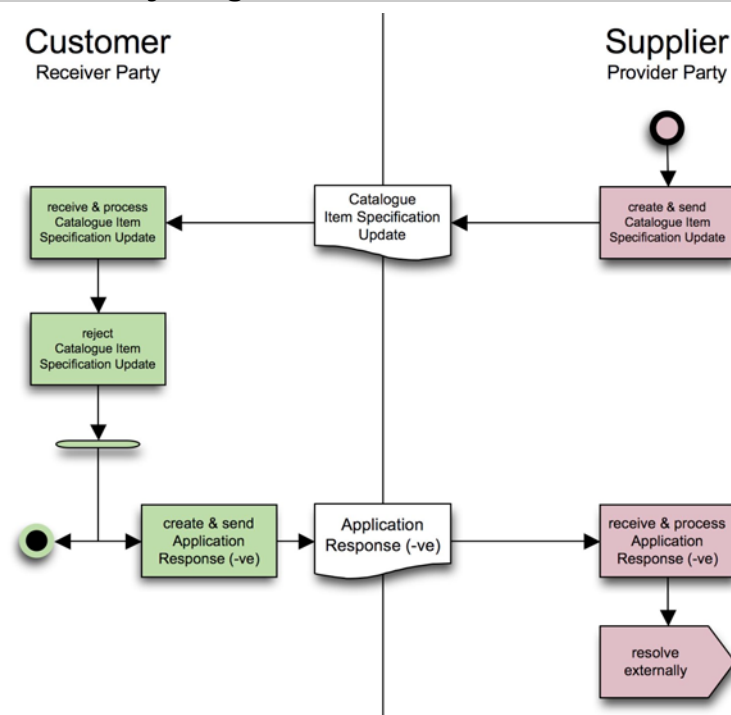 Customer
Receiver Party
Supplier
Provider Party
receive & process
Catalogue Item
Specification Update
Catalogue
Item Specification
Update
create & send
Catalogue Item
Specification Update
reject
Catalogue Item
Specification Update
create & send
Application
Response (-ve)
Application
Response (-ve)
receive & process
Application
Response (-ve)
resolve
externally